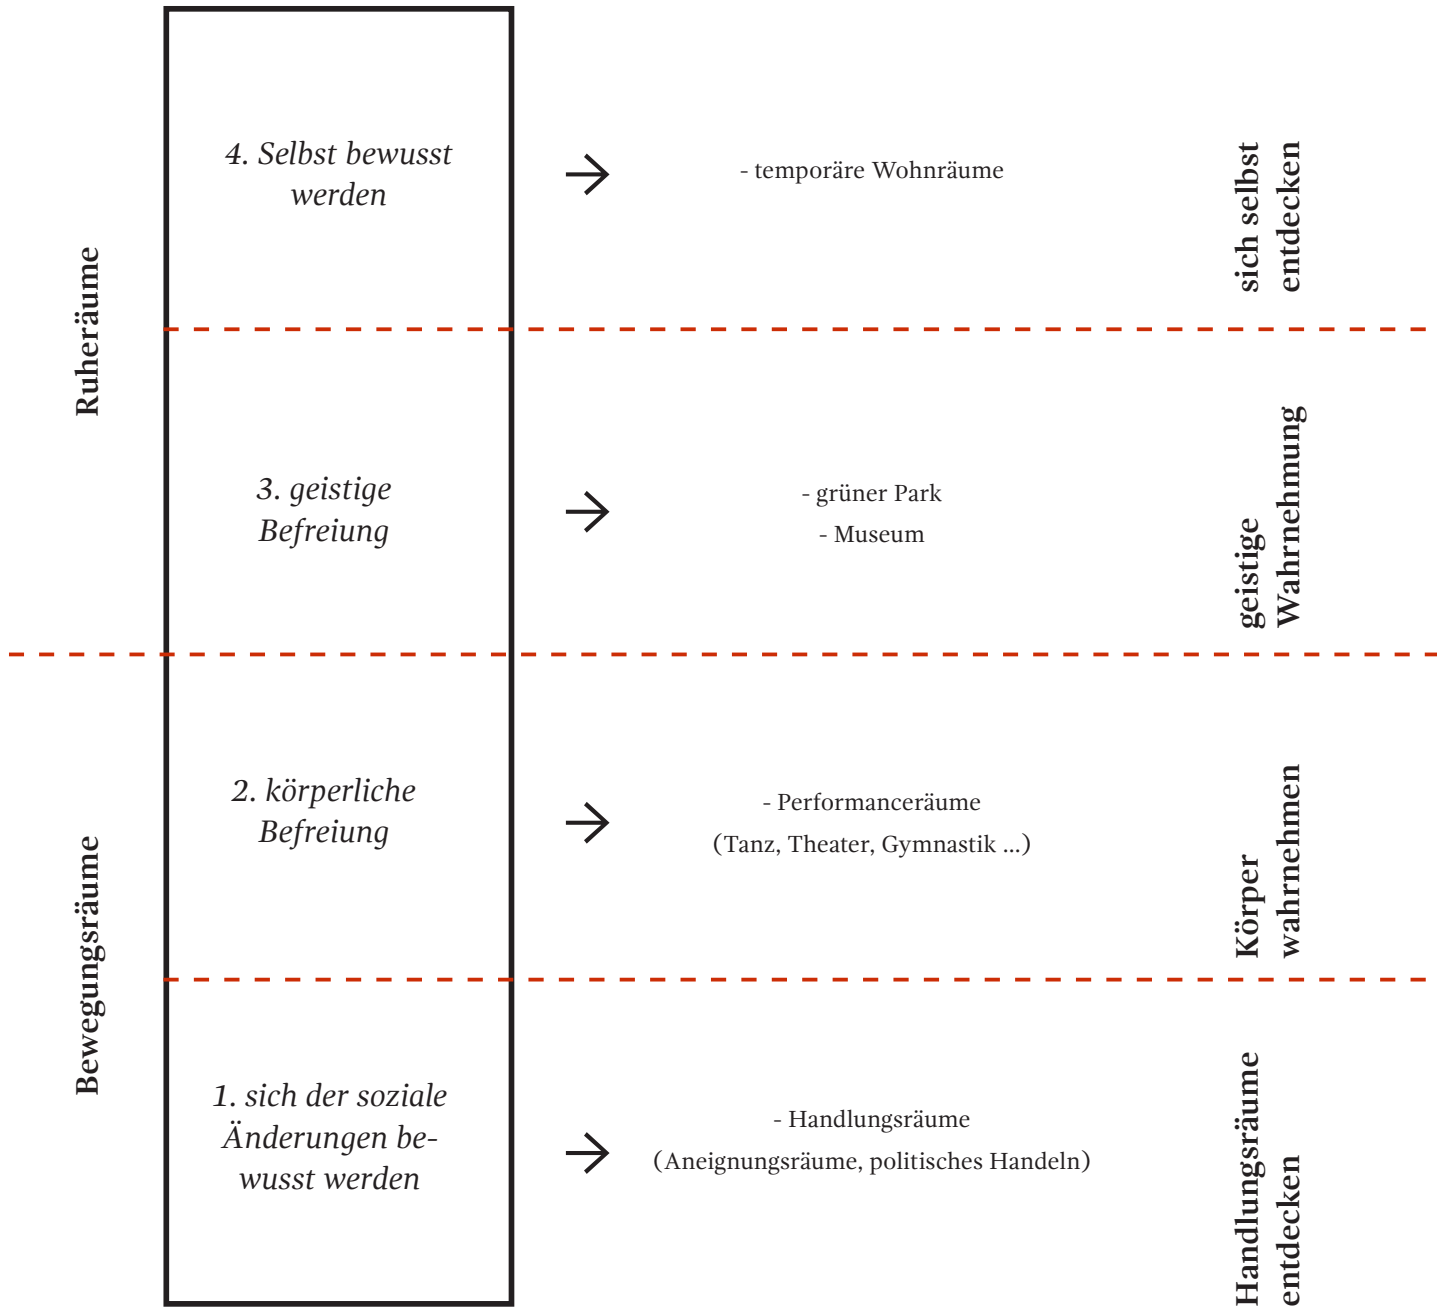 Ruheräume
4. Selbst bewusst
werden
- temporäre Wohnräume
sich selbst
entdecken
3. geistige
Befreiung
- grüner Park
- Museum
geistige
Wahrnehmung
Bewegungsräume
2. körperliche
Befreiung
- Performanceräume
(Tanz, Theater, Gymnastik ...)
Körper
wahrnehmen
1. sich der soziale
Änderungen be-
wusst werden
- Handlungsräume
(Aneignungsräume, politisches Handeln)
Handlungsräume
entdecken